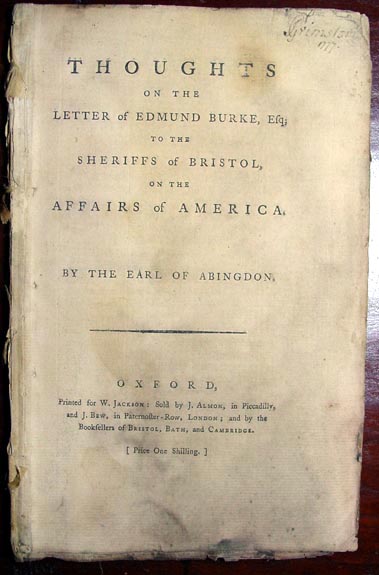 THOUGHTS
ON THE
LETTER of EDMUND BURKE, Eſq;
TO THE
SHERIFFS of BRISTOL,
ON THE
AFFAIRS of AMERICA.
BY THE EARL OF ABINGDON.
OXFORD,
Printed for W. JACKSON: Sold by J. ALMON, in Piccadilly,
and J. BEW, in Paternoſter-Row, LONDON; and by the
Bookſellers of BRISTOL, BATH, and CAMBRIDGE.
[ Price One Shilling. ]